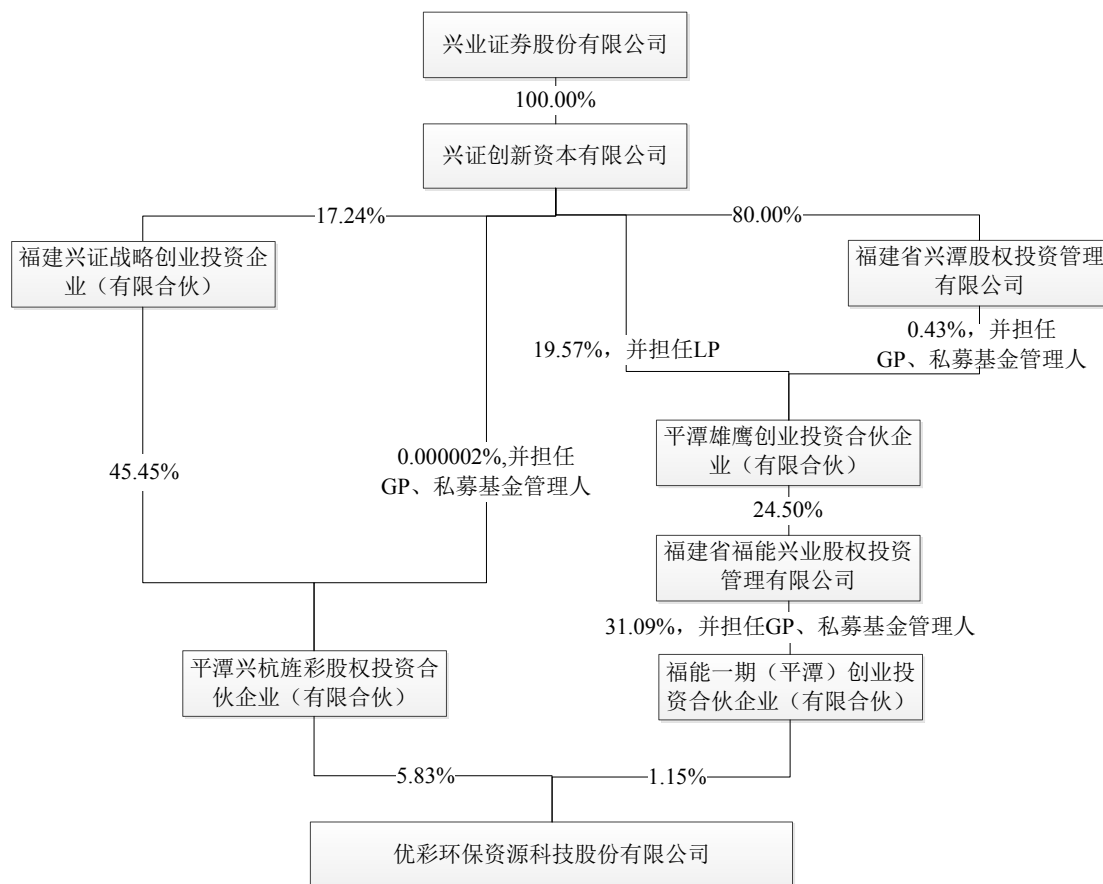 兴业证券股份有限公司
100.00%
兴证创新资本有限公司
17.24%
80.00%
福建兴证战略创业投资企
业（有限合伙）
福建省兴潭股权投资管理
有限公司
19.57%，并担任LP
0.43%，并担任
GP、私募基金管理人
45.45%
0.000002%,并担任
GP、私募基金管理人
平潭雄鹰创业投资合伙企
业（有限合伙）
24.50%
福建省福能兴业股权投资
管理有限公司
31.09%，并担任GP、私募基金管理人
平潭兴杭旌彩股权投资合
伙企业（有限合伙）
福能一期（平潭）创业投
资合伙企业（有限合伙）
5.83%
1.15%
优彩环保资源科技股份有限公司